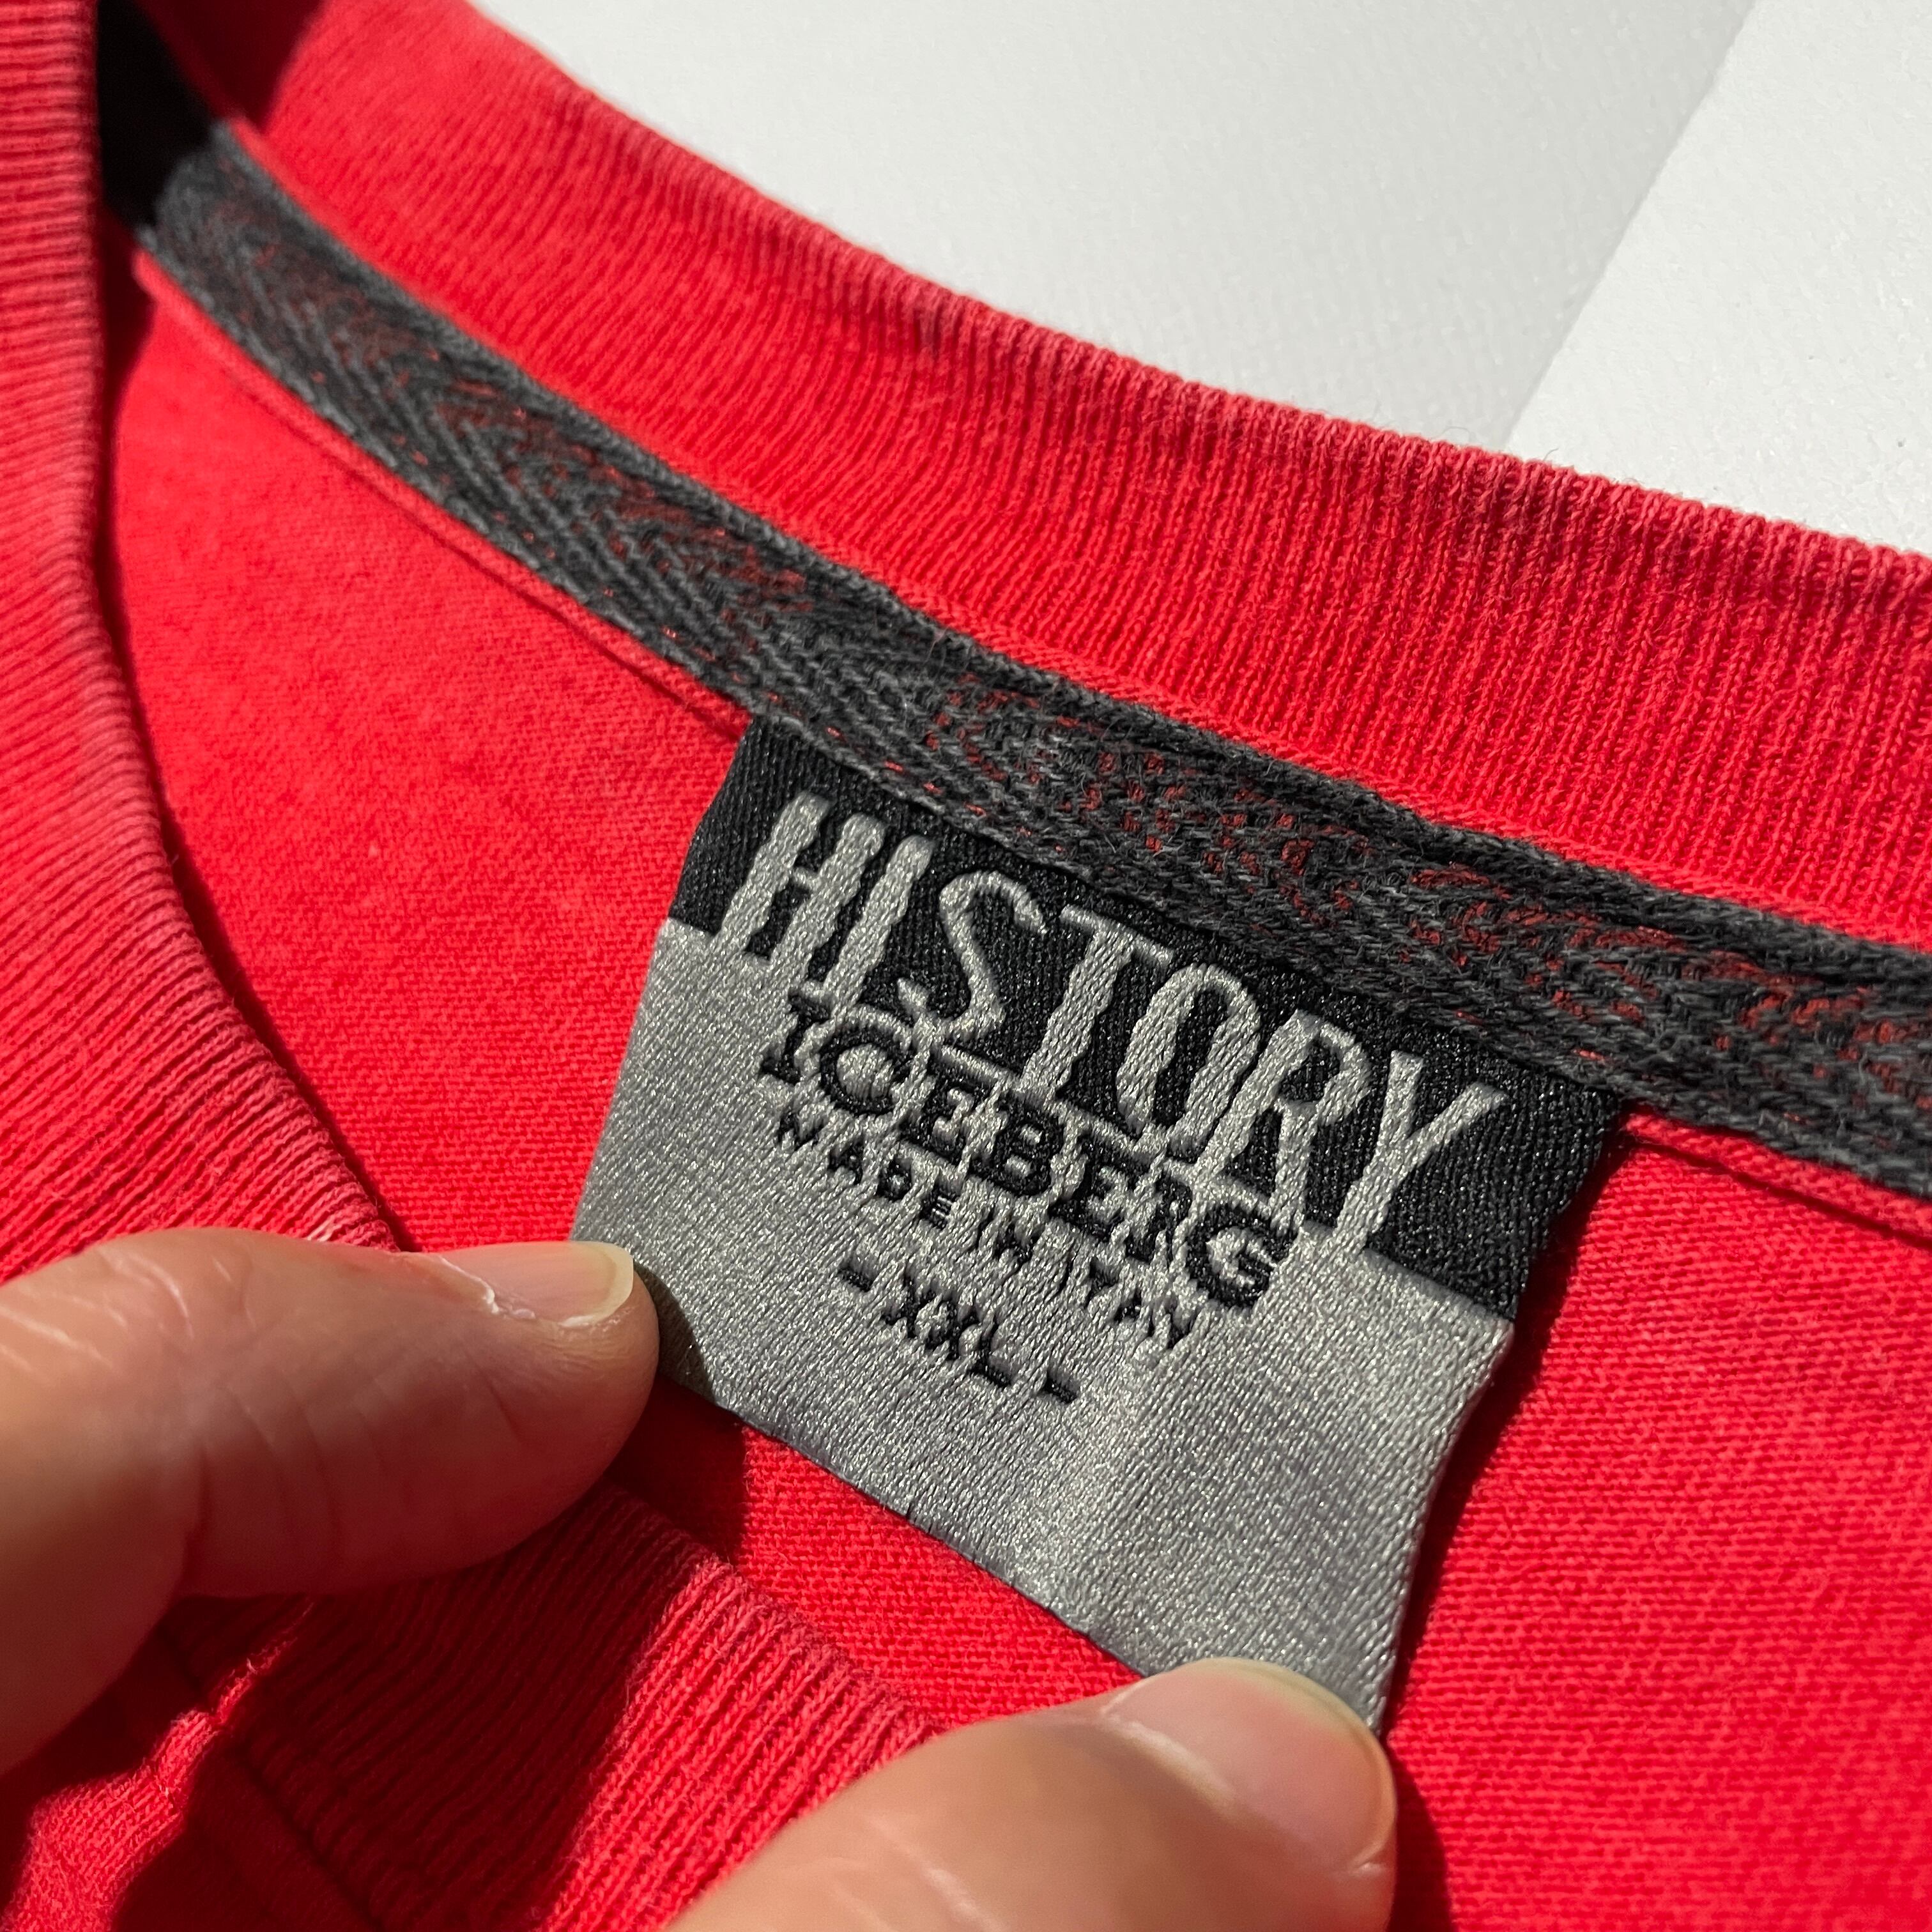 HISTORY
ICEBERG
MADE IN ITALY
-XXL-